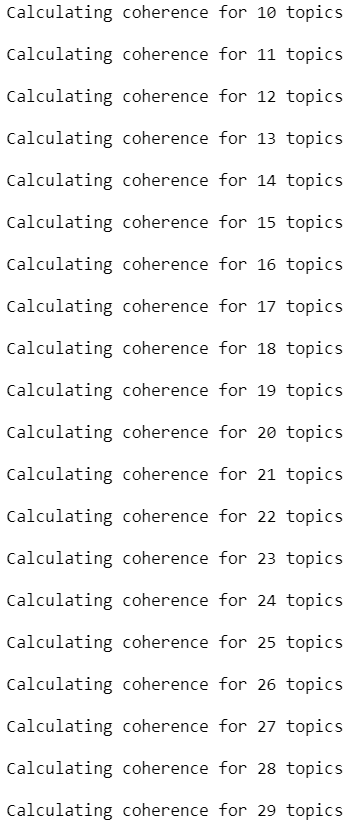 Calculating coherence for 10 topics
Calculating coherence for 11 topics
Calculating coherence for 12 topics
Calculating coherence for 13 topics
Calculating coherence for 14 topics
Calculating coherence for 15 topics
Calculating coherence for 16 topics
Calculating coherence for 17 topics
Calculating coherence for 18 topics
Calculating coherence for 19 topics
Calculating coherence for 20 topics
Calculating coherence for 21 topics
Calculating coherence for 22 topics
Calculating coherence for 23 topics
Calculating coherence for 24 topics
Calculating coherence for 25 topics
Calculating coherence for 26 topics
Calculating coherence for 27 topics
Calculating coherence for 28 topics
Calculating coherence for 29 topics